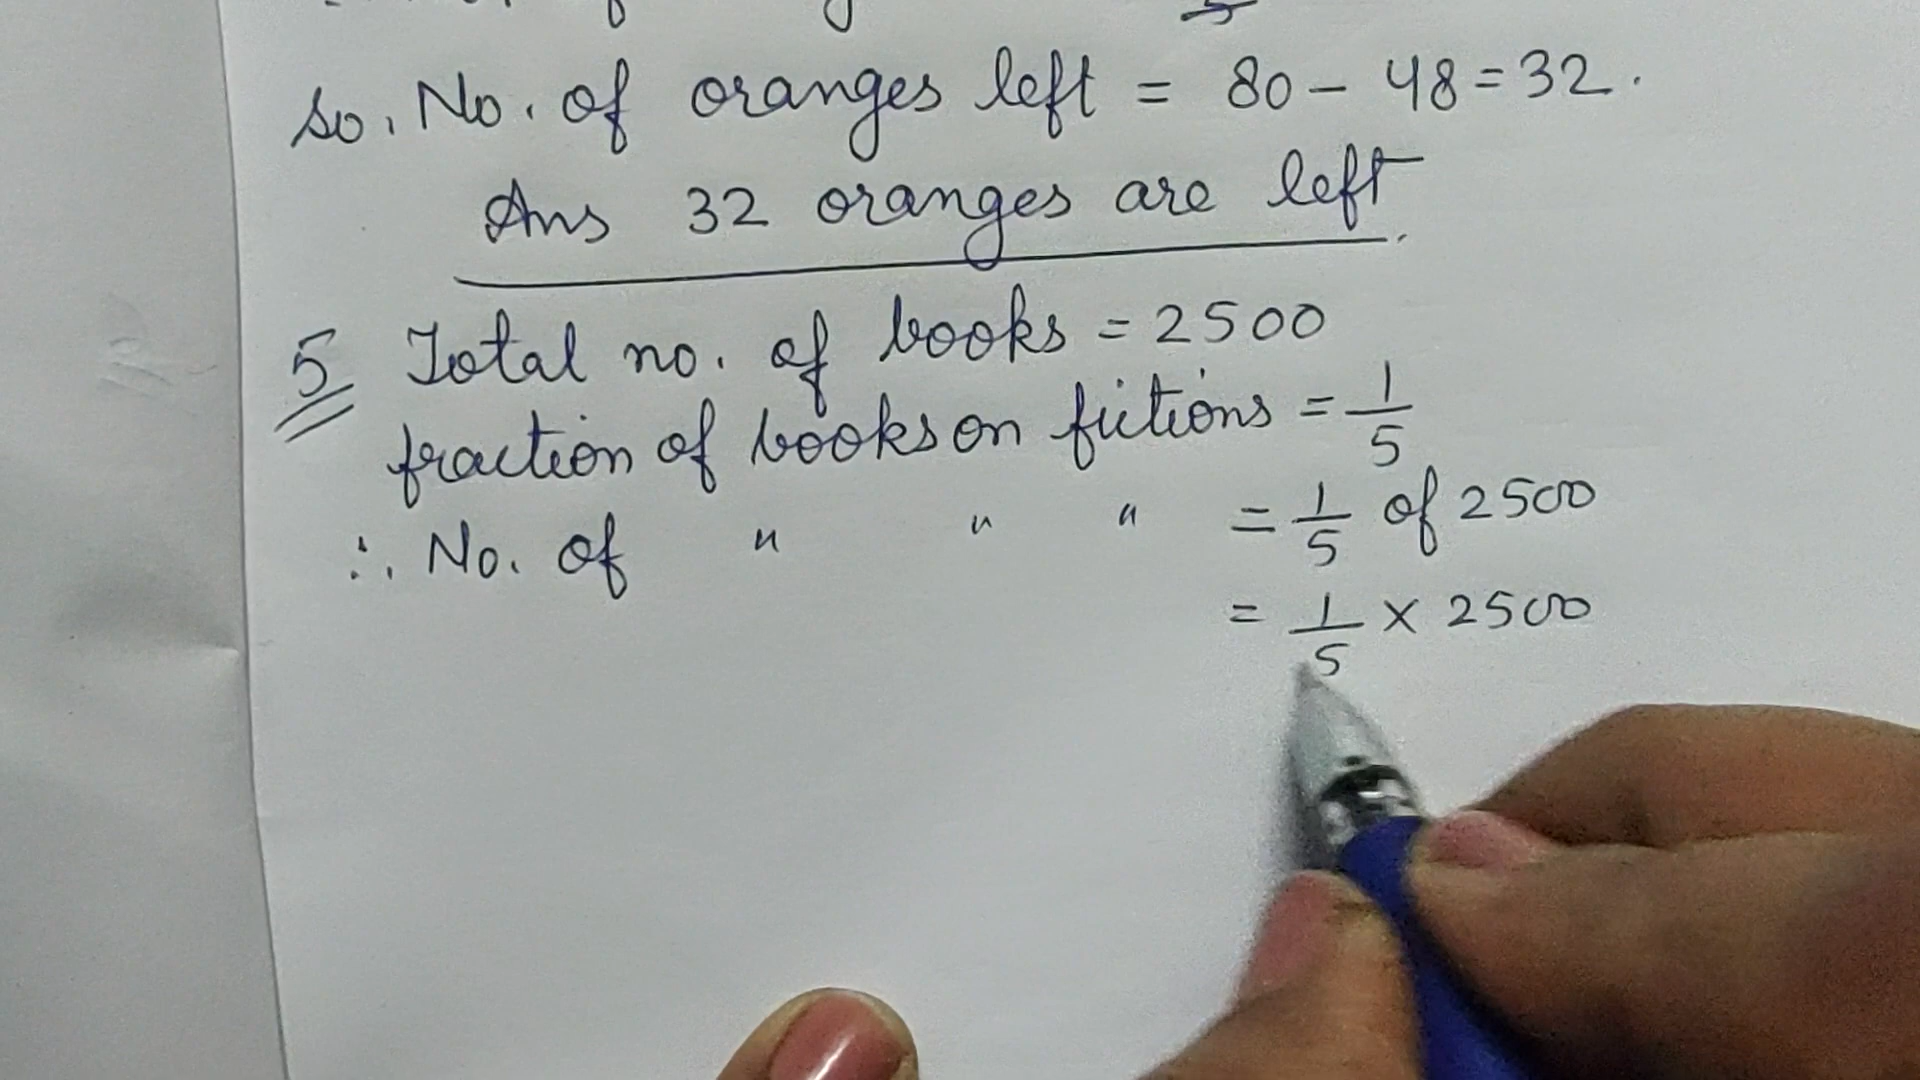 so, No. of oranges left = 80 - 48 = 32.
Ans 32 oranges are left.
5 Total no. of books = 2500
fraction of books on fictions = 1/5
∴ No. of " " " = 1/5 of 2500
= 1/5 × 2500